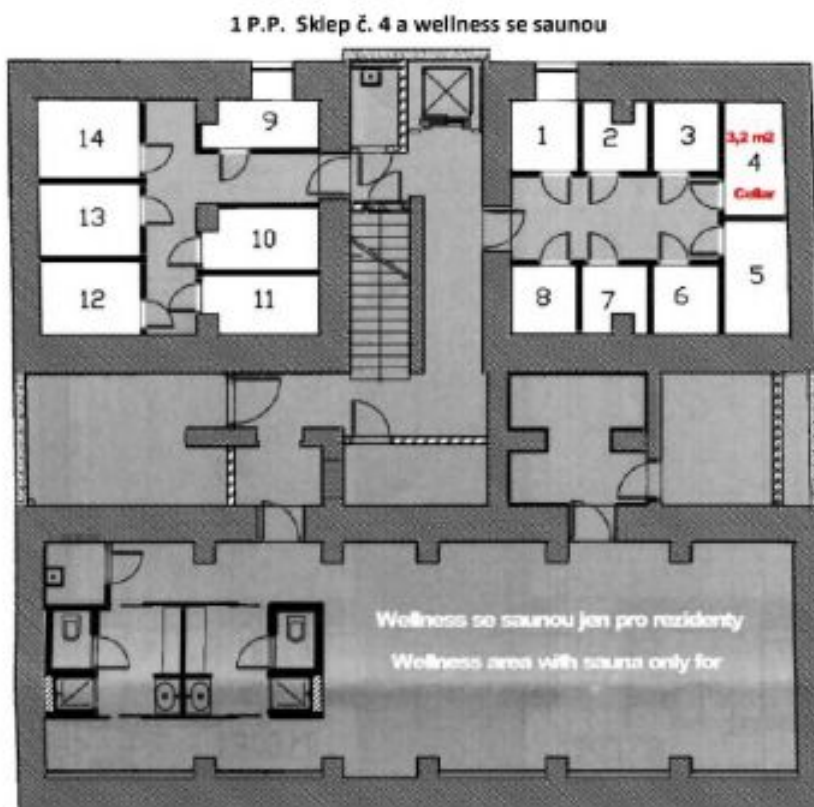 1 P.P. Sklep č. 4 a wellness se saunou
14
9
1
2
3
3,2 m2
4
Cellar
13
10
12
11
8
7
6
5
Wellness se saunou jen pro rezidenty
Wellness area with sauna only for